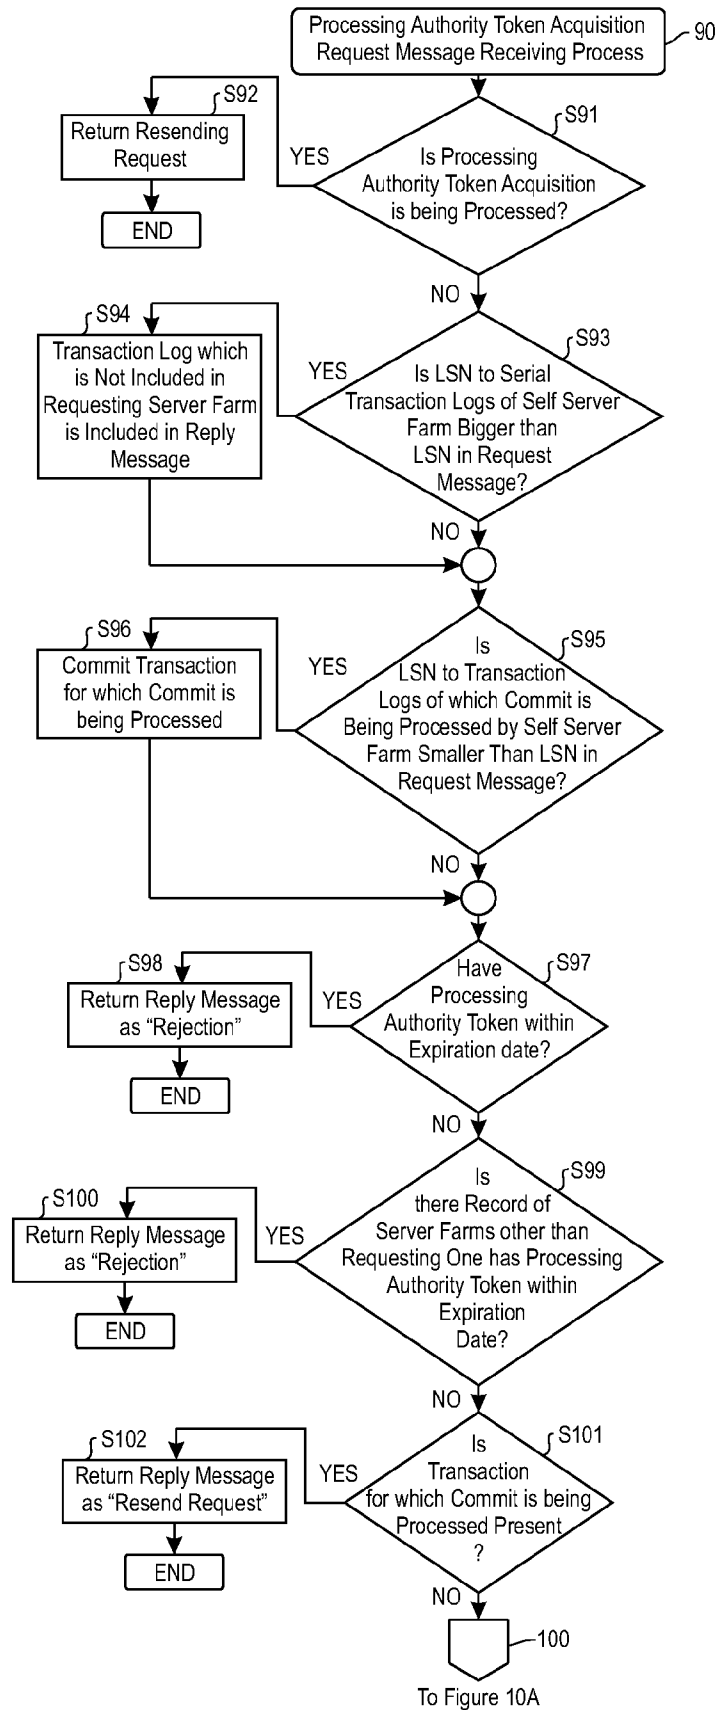 Processing Authority Token Acquisition
Request Message Receiving Process
90
S92
Return Resending
Request
END
YES
S91
Is Processing
Authority Token Acquisition
is being Processed?
NO
S94
Transaction Log which
is Not Included in
Requesting Server Farm
is Included in Reply
Message
YES
S93
Is LSN to Serial
Transaction Logs of Self Server
Farm Bigger than
LSN in Request
Message?
NO
S96
Commit Transaction
for which Commit is
being Processed
YES
S95
Is
LSN to Transaction
Logs of which Commit is
Being Processed by Self Server
Farm Smaller Than LSN in
Request Message?
NO
S98
Return Reply Message
as “Rejection”
END
YES
S97
Have
Processing
Authority Token within
Expiration date?
NO
S100
Return Reply Message
as “Rejection”
END
YES
S99
Is
there Record of
Server Farms other than
Requesting One has Processing
Authority Token within
Expiration
Date?
NO
S102
Return Reply Message
as “Resend Request”
END
YES
S101
Is
Transaction
for which Commit is being
Processed Present
?
NO
100
To Figure 10A